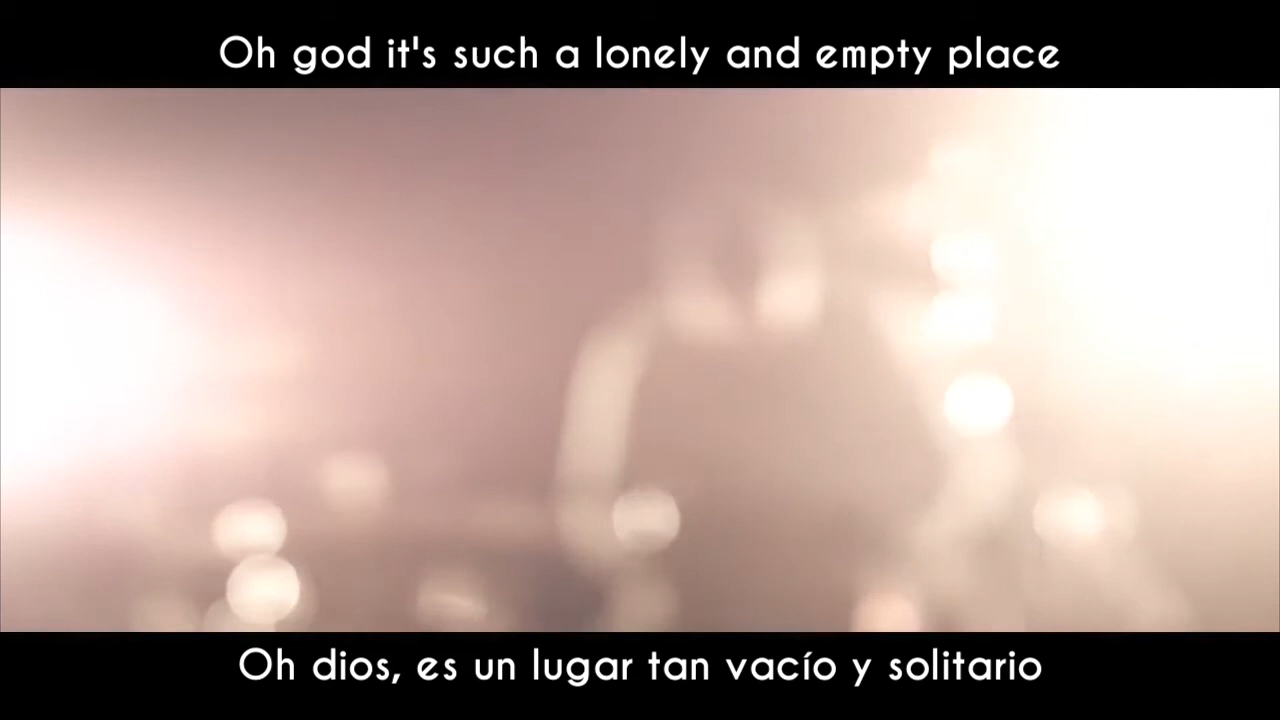 Oh god it's such a lonely and empty place
Oh dios, es un lugar tan vacío y solitario